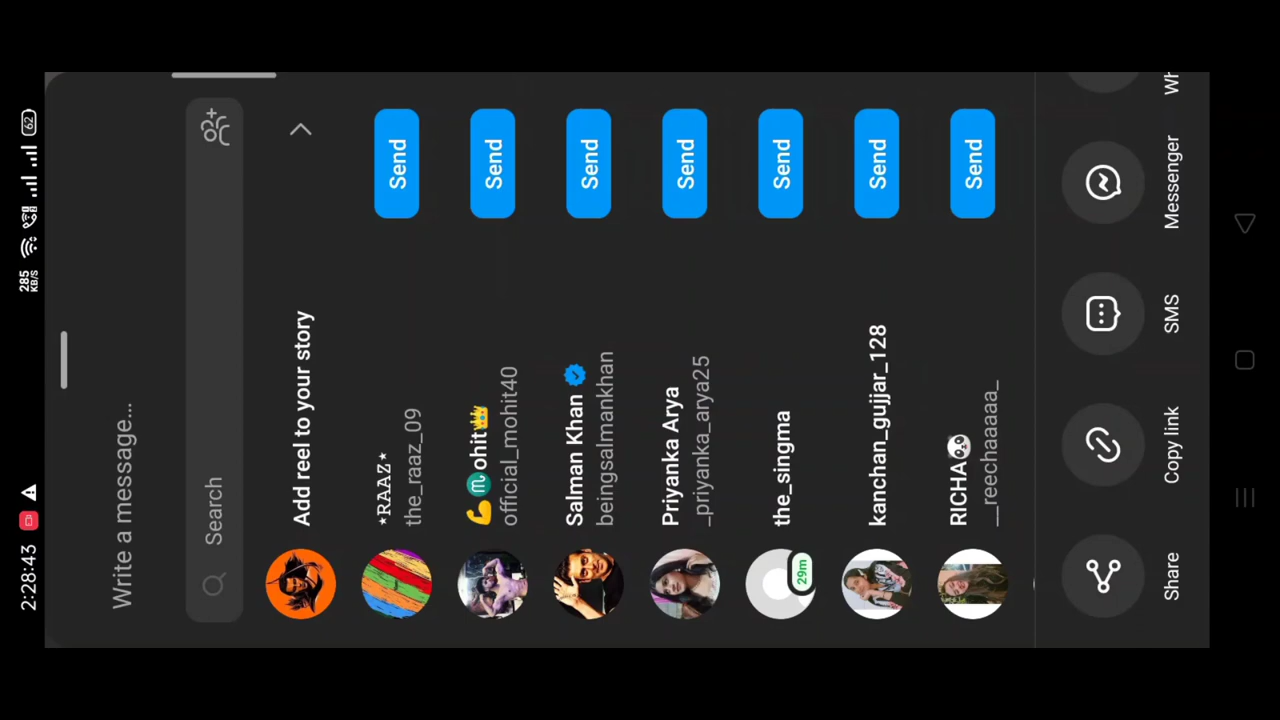 2:28:43
285
KB/S
62
Write a message...
Search
Add reel to your story
*RAAZ*
the_raaz_09
Send
💪♏ohit👑
official_mohit40
Send
Salman Khan
beingsalmankhan
Send
Priyanka Arya
_priyanka_arya25
Send
the_singma
29m
Send
kanchan_gujjar_128
Send
RICHA🐼
__reechaaaaa_
Send
Share
Copy link
SMS
Messenger
Wh